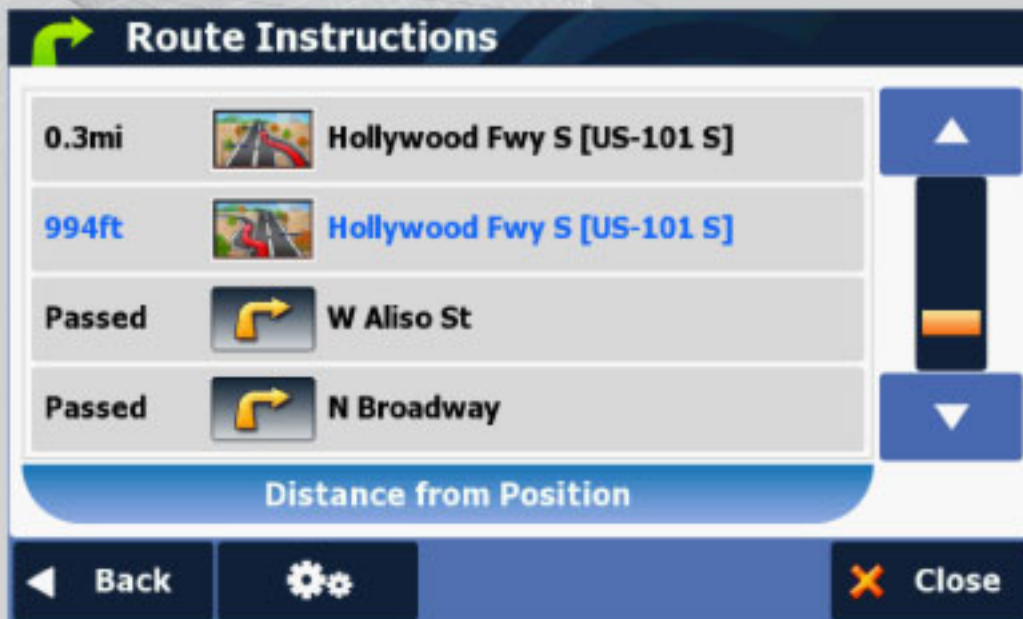 Route Instructions
0.3mi Hollywood Fwy S [US-101 S]
994ft Hollywood Fwy S [US-101 S]
Passed W Aliso St
Passed N Broadway
Distance from Position
Back Close